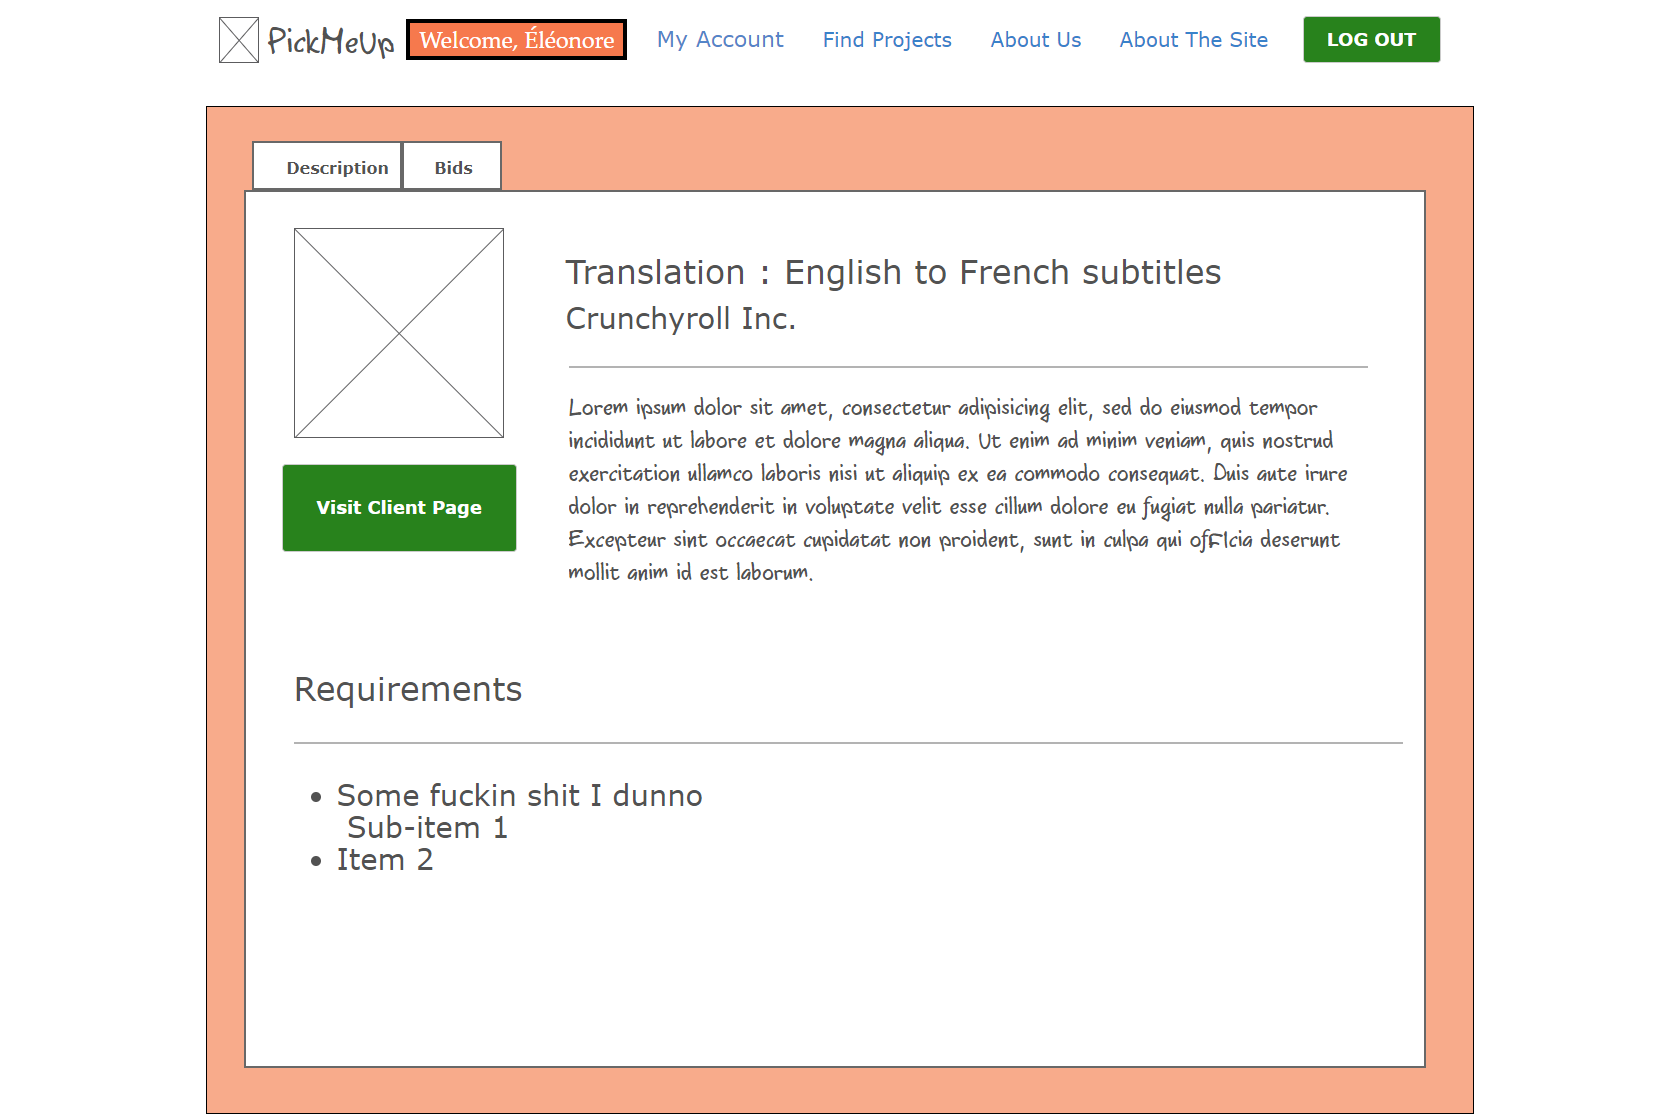 PickMeUp
Welcome, Éléonore
My Account
Find Projects
About Us
About The Site
LOG OUT
Description
Bids
Translation : English to French subtitles
Crunchyroll Inc.
Lorem ipsum dolor sit amet, consectetur adipisicing elit, sed do eiusmod tempor
incididunt ut labore et dolore magna aliqua. Ut enim ad minim veniam, quis nostrud
exercitation ullamco laboris nisi ut aliquip ex ea commodo consequat. Duis aute irure
dolor in reprehenderit in voluptate velit esse cillum dolore eu fugiat nulla pariatur.
Excepteur sint occaecat cupidatat non proident, sunt in culpa qui officia deserunt
mollit anim id est laborum.
Visit Client Page
Requirements
• Some fuckin shit I dunno
Sub-item 1
• Item 2